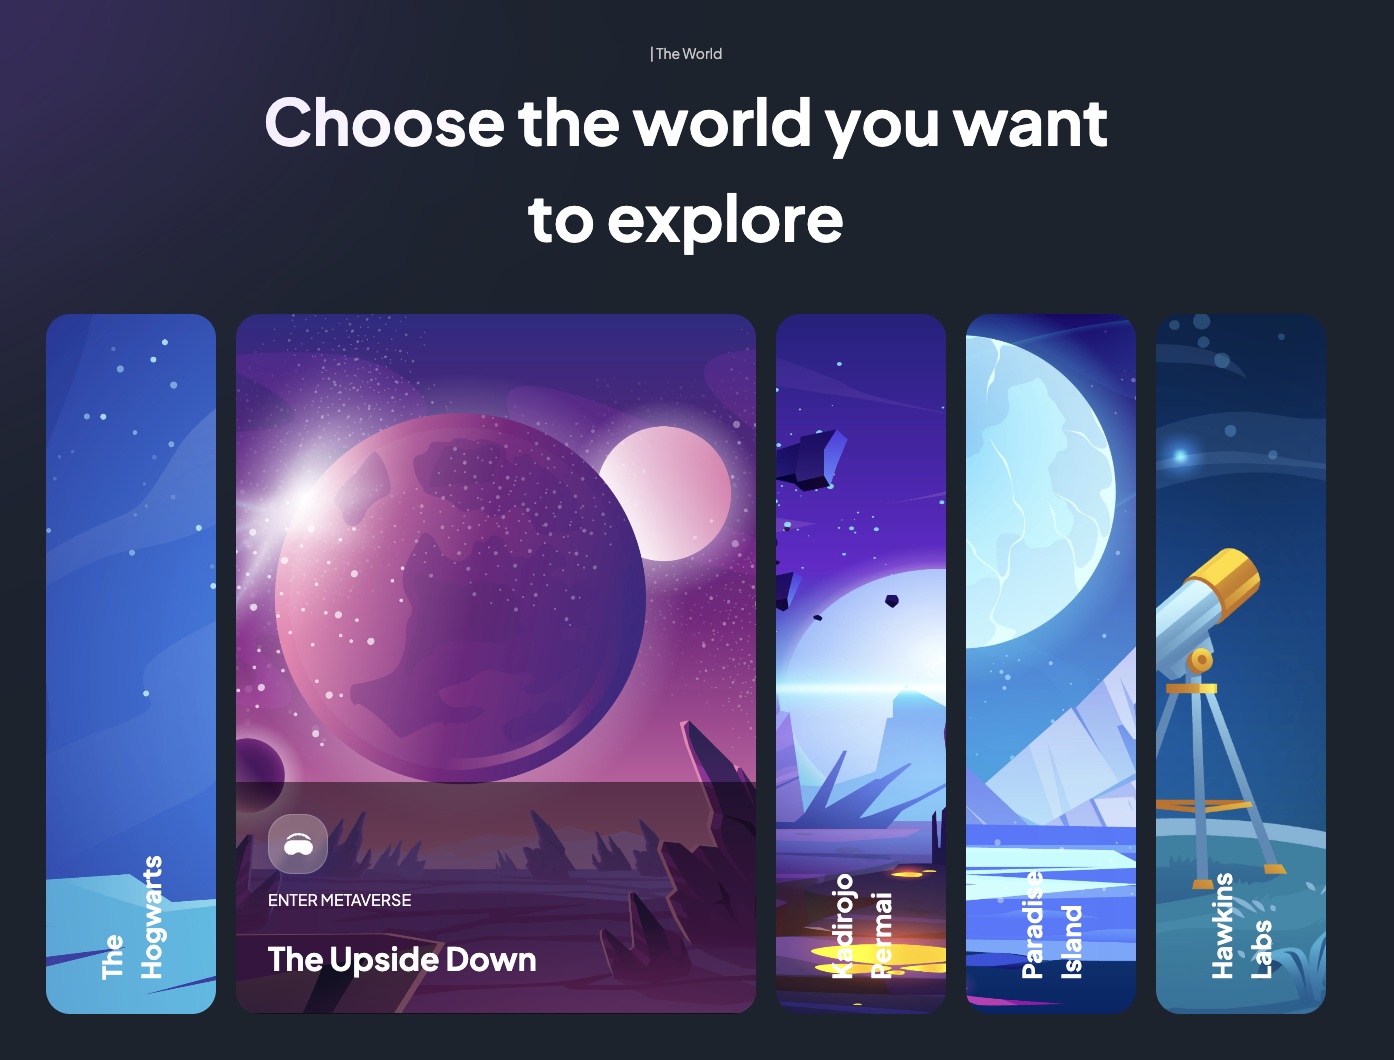 | The World
Choose the world you want
to explore
The
Hogwarts
ENTER METAVERSE
The Upside Down
Kadirojo
Permai
Paradise
Island
Hawkins
Labs